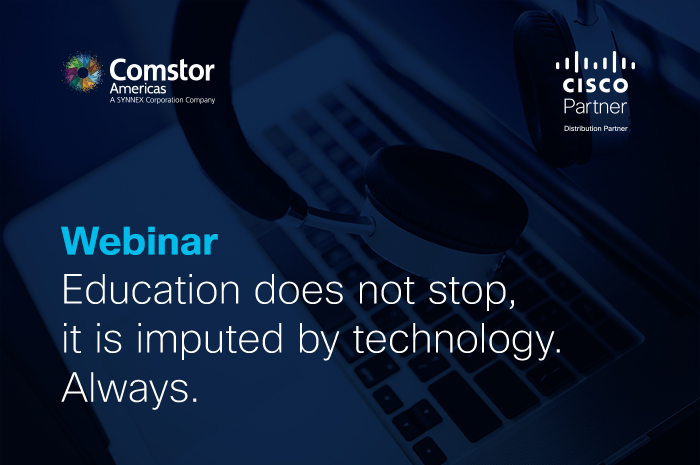 Comstor
Americas
A SYNNEX Corporation Company
CISCO
Partner
Distribution Partner
Webinar
Education does not stop,
it is imputed by technology.
Always.